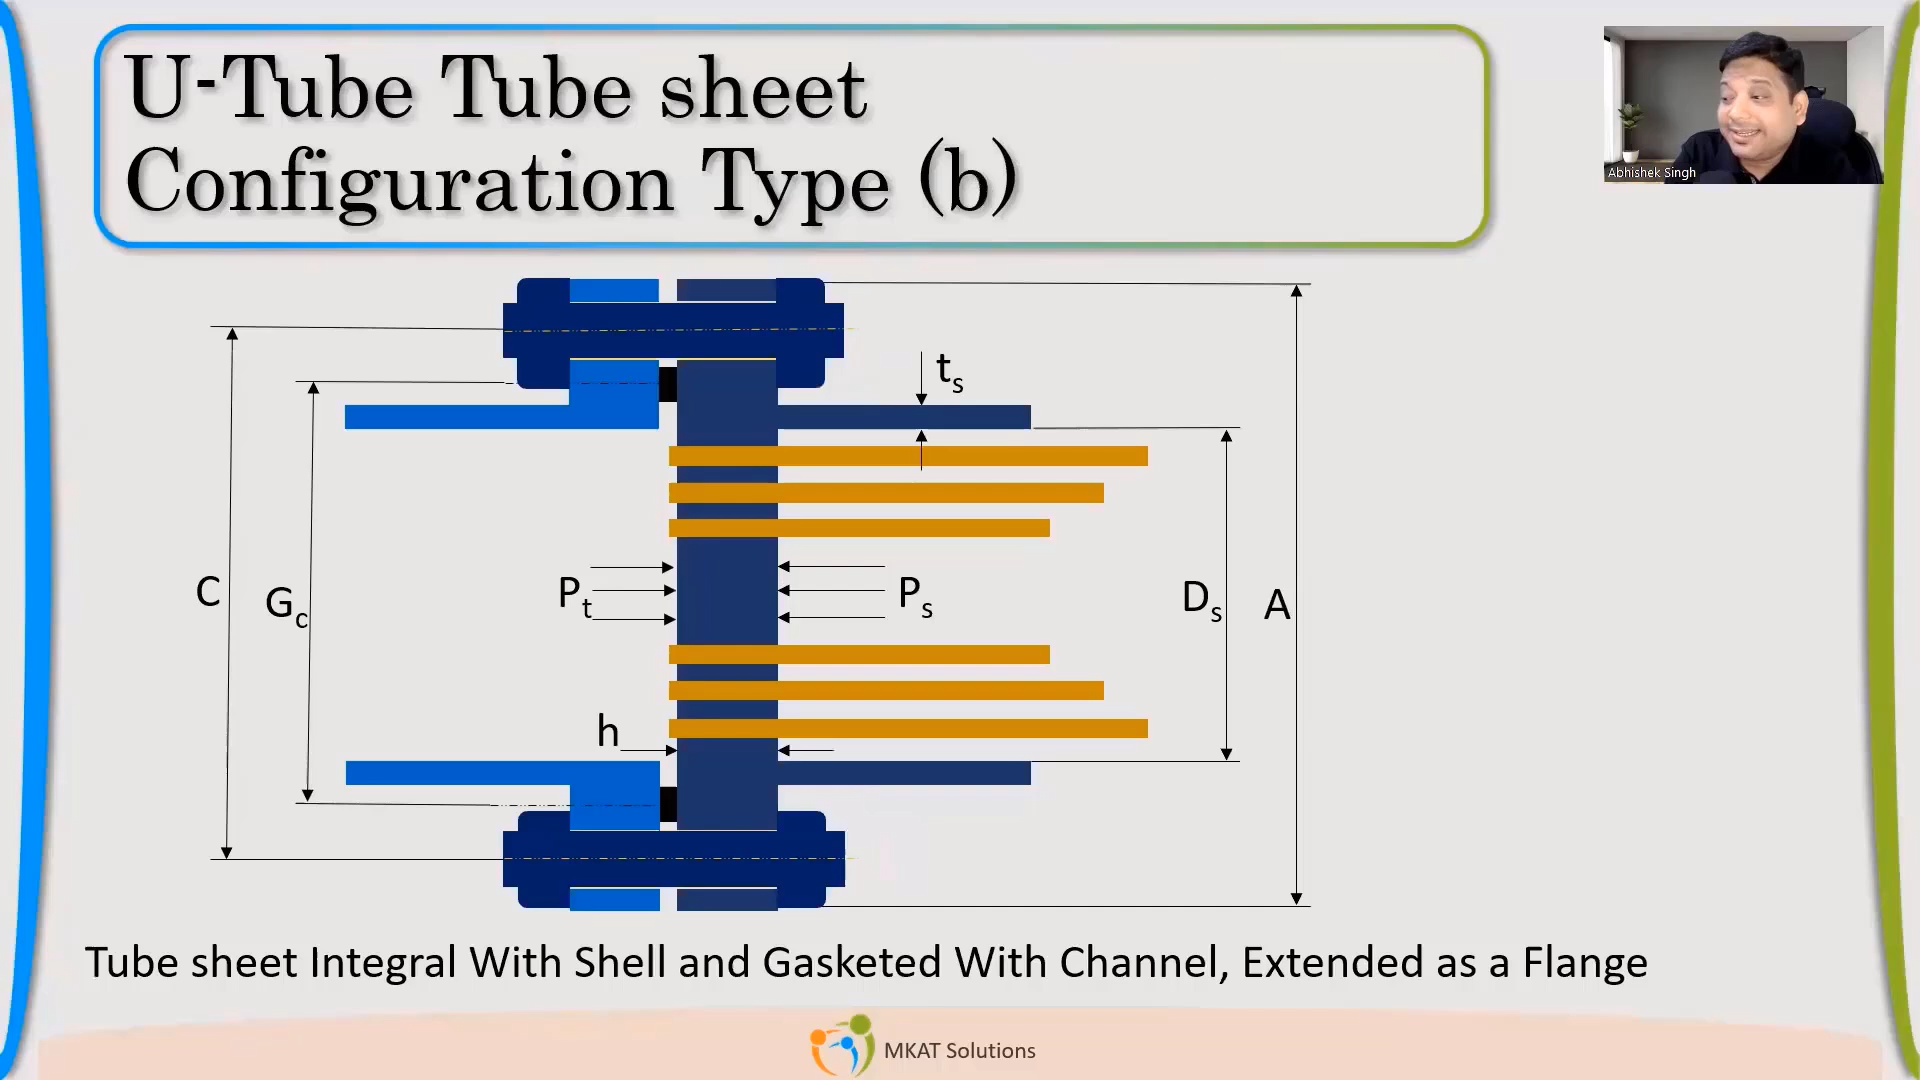 U-Tube Tube sheet
Configuration Type (b)
Abhishek Singh
ts
C
Gc
Pt
Ps
Ds
A
h
Tube sheet Integral With Shell and Gasketed With Channel, Extended as a Flange
MKAT Solutions